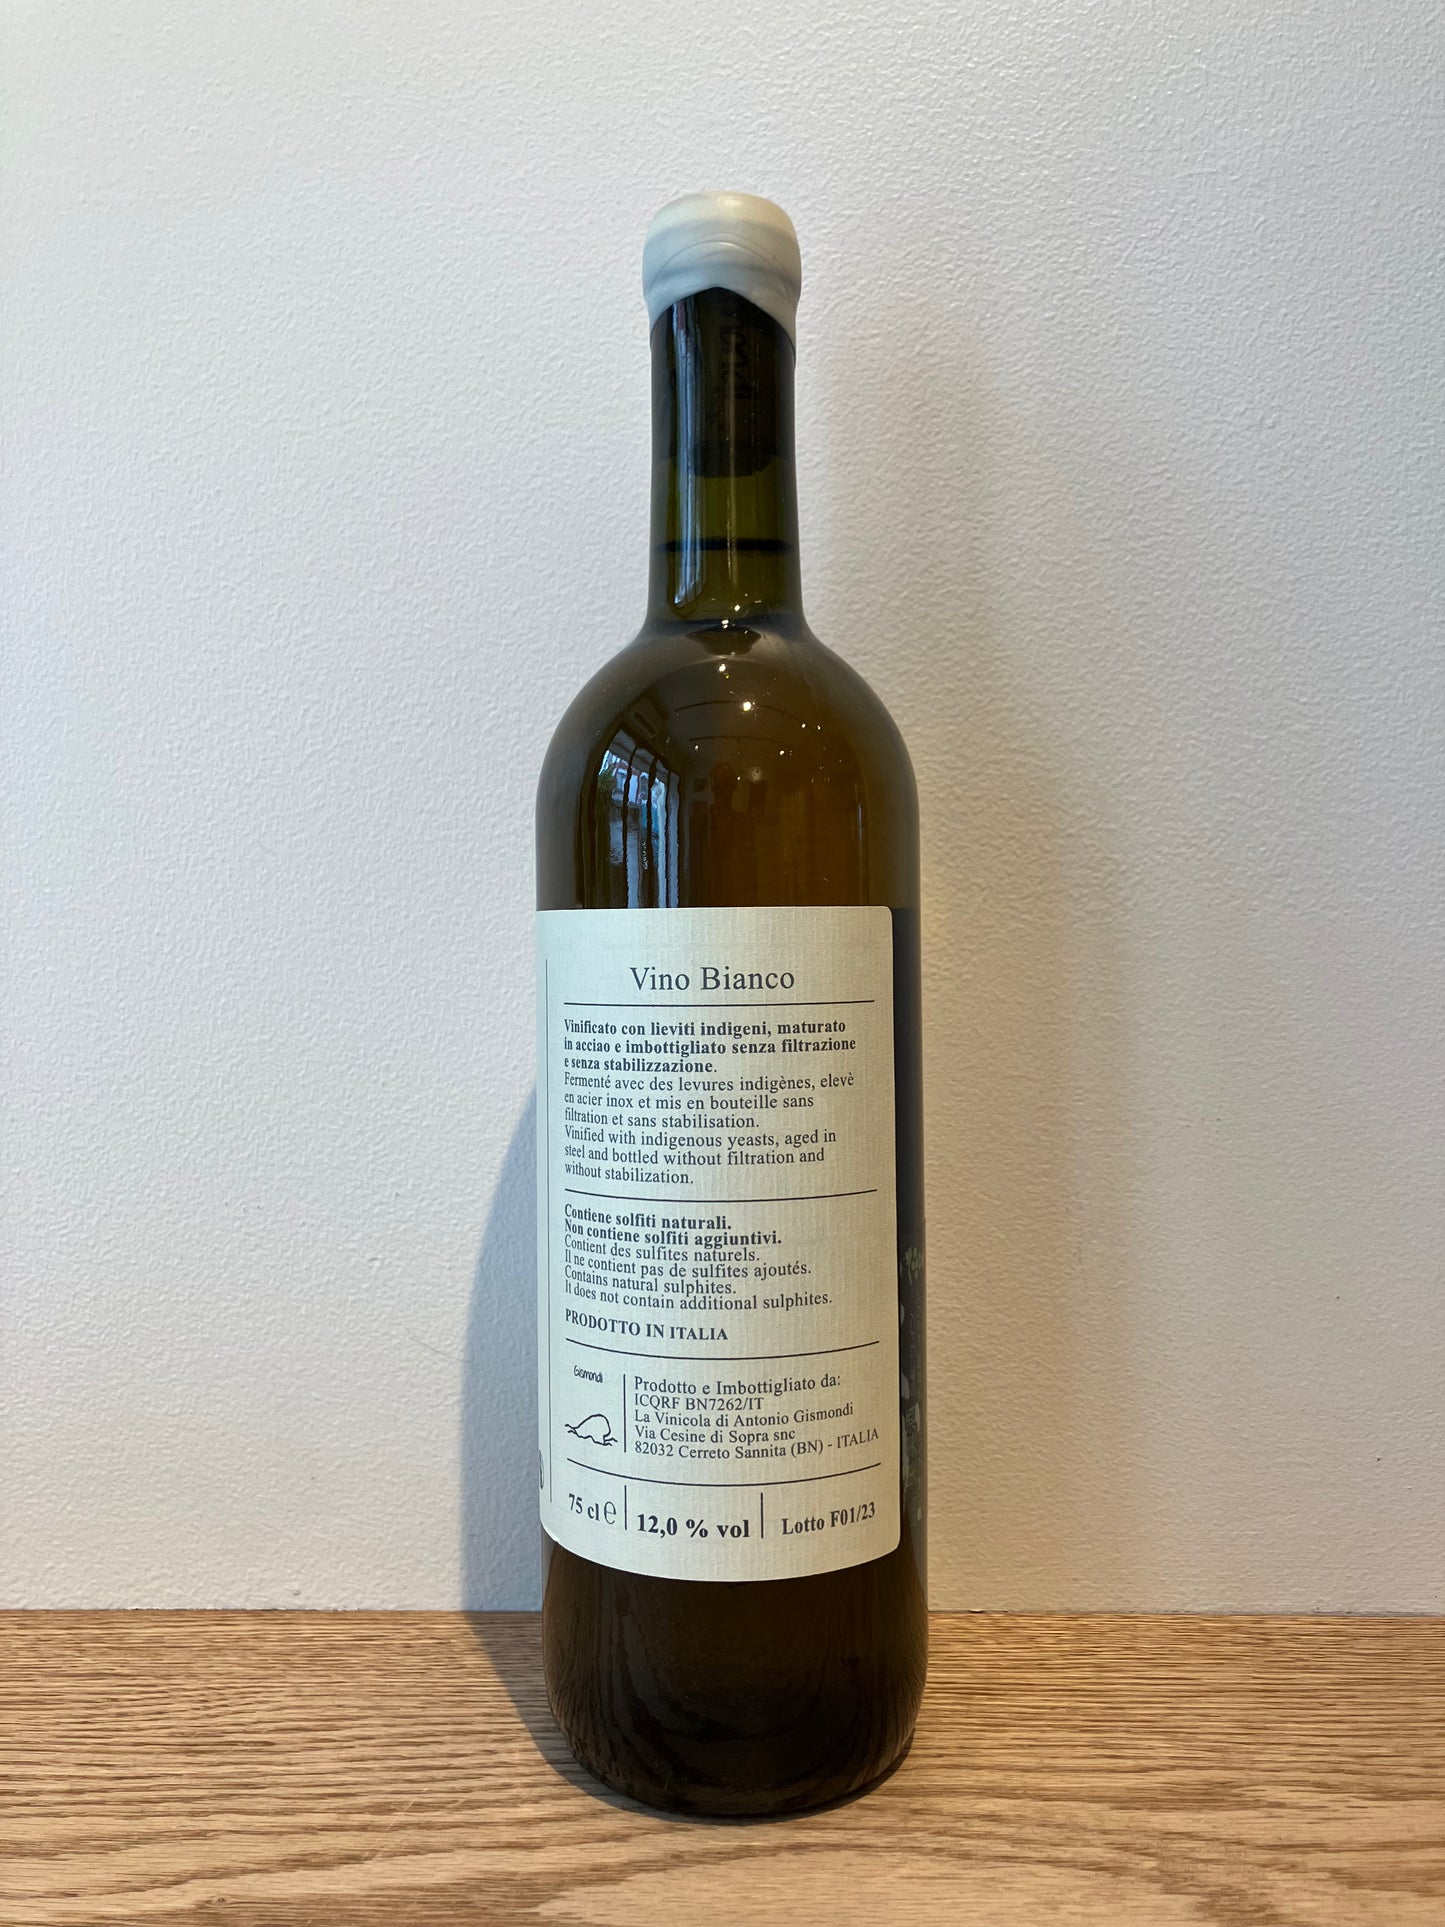 Vino Bianco
Vinificato con lieviti indigeni, maturato
in acciao e imbottigliato senza filtrazione
e senza stabilizzazione.
Fermenté avec des levures indigènes, elevè
en acier inox et mis en bouteille sans
filtration et sans stabilisation.
Vinified with indigenous yeasts, aged in
steel and bottled without filtration and
without stabilization.
Contiene solfiti naturali.
Non contiene solfiti aggiuntivi.
Contient des sulfites naturels.
Il ne contient pas de sulfites ajoutés.
Contains natural sulphites.
It does not contain additional sulphites.
PRODOTTO IN ITALIA
Gismondi
Prodotto e Imbottigliato da:
ICQRF BN7262/IT
La Vinicola di Antonio Gismondi
Via Cesine di Sopra snc
82032 Cerreto Sannita (BN) - ITALIA
75 cl e
12,0 % vol
Lotto F01/23